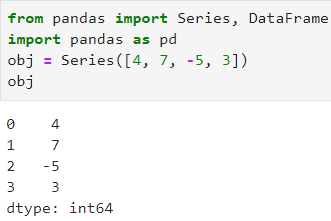 from pandas import Series, DataFrame
import pandas as pd
obj = Series([4, 7, -5, 3])
obj
0    4
1    7
2   -5
3    3
dtype: int64